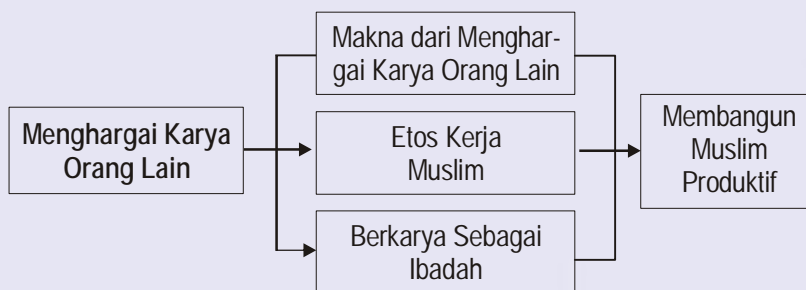 Menghargai Karya
Orang Lain
Makna dari Menghar-
gai Karya Orang Lain
Etos Kerja
Muslim
Berkarya Sebagai
Ibadah
Membangun
Muslim
Produktif